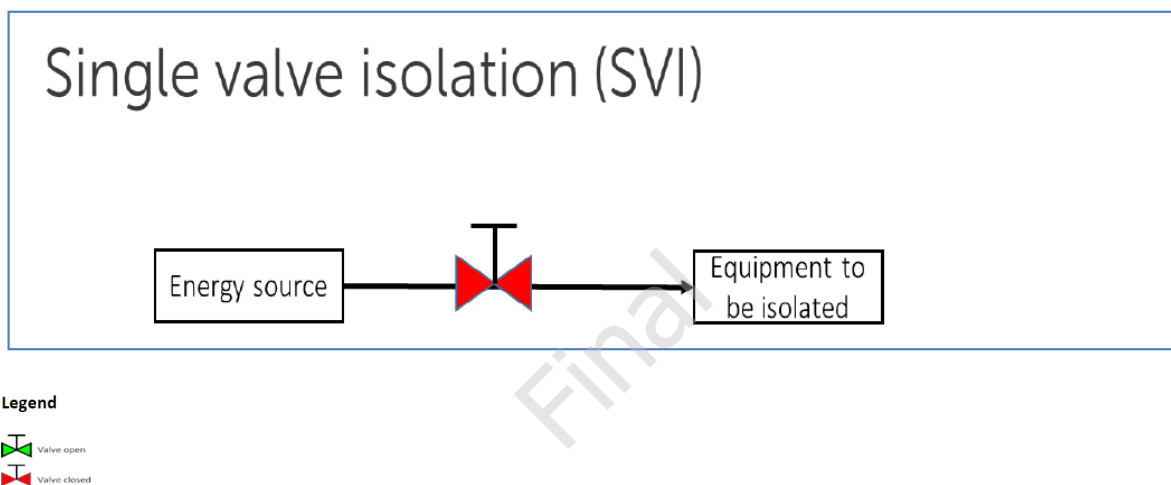 Single valve isolation (SVI)
Energy source
Equipment to
be isolated
Final
Legend
Valve open
Valve closed